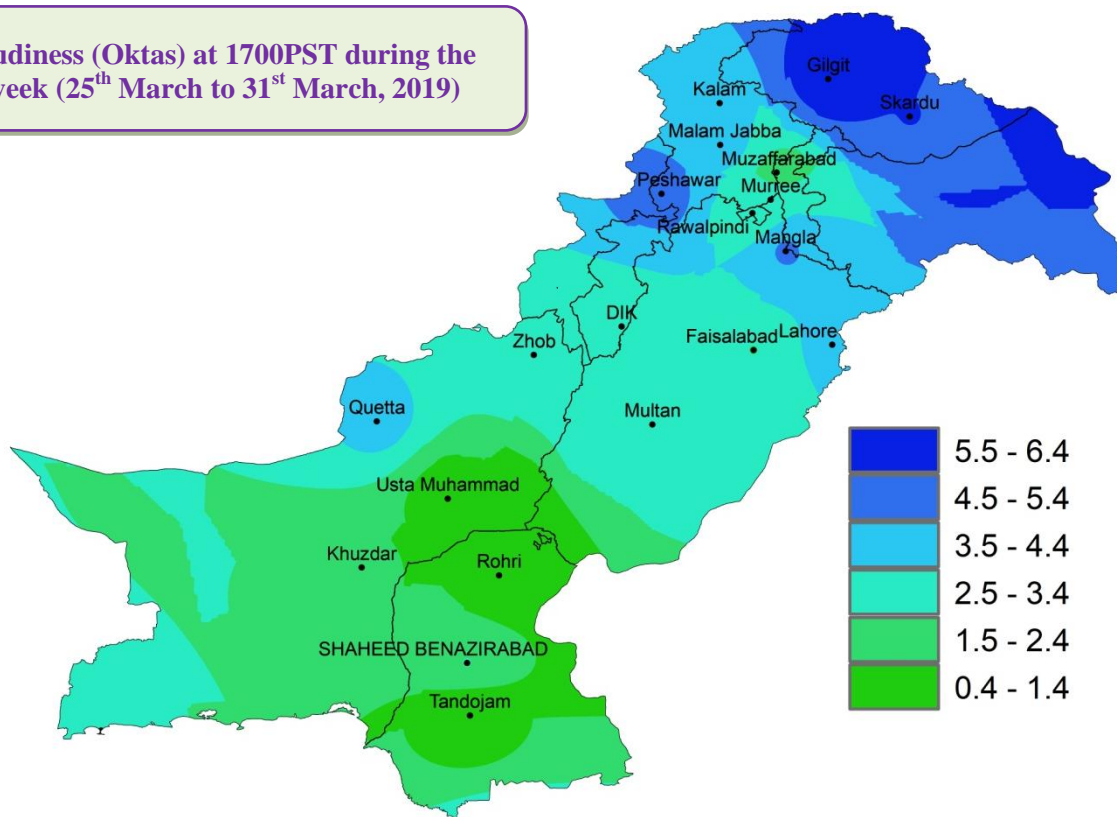 (Oktas) at 1700PST during the
(25th March to 31st March, 2019)
Gilgit
Kalam
Skardu
Malam Jabba
Muzaffarabad
Peshawar
Murree
Rawalpindi
Mangla
DIK
Zhob
Faisalabad
Lahore
Quetta
Multan
Usta Muhammad
Khuzdar
Rohri
SHAHEED BENAZIRABAD
Tandojam
5.5 - 6.4
4.5 - 5.4
3.5 - 4.4
2.5 - 3.4
1.5 - 2.4
0.4 - 1.4